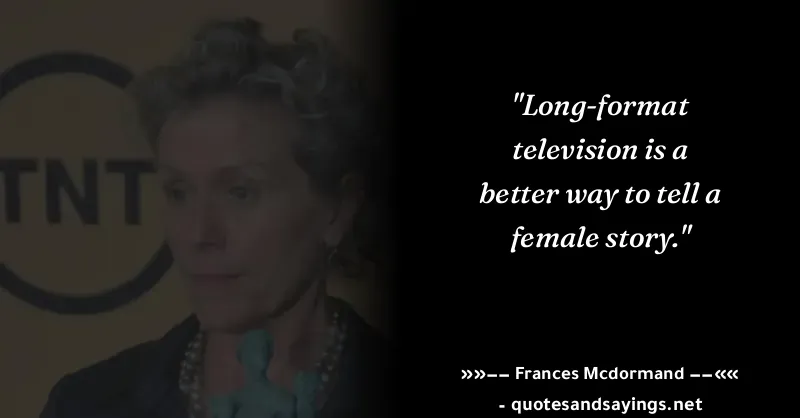 TNT
"Long-format
television is a
better way to tell a
female story."
»»—— Frances Mcdormand ——««
- quotesandsayings.net